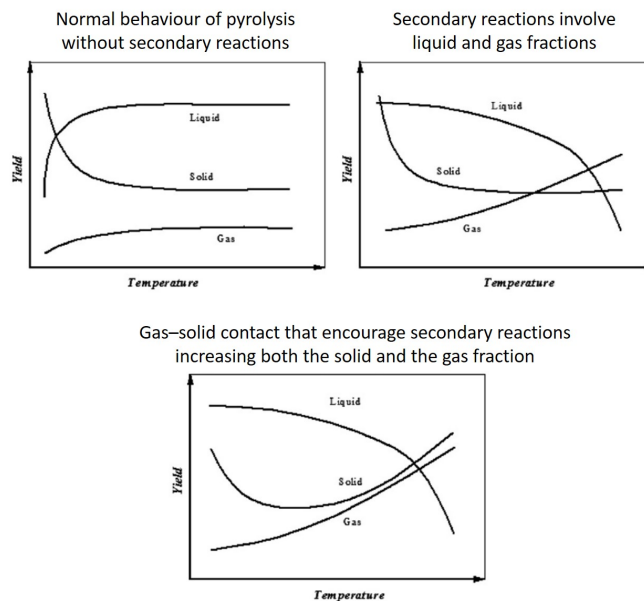 Normal behaviour of pyrolysis
without secondary reactions
Liquid
Solid
Gas
Yield
Temperature
Secondary reactions involve
liquid and gas fractions
Liquid
Solid
Gas
Yield
Temperature
Gas–solid contact that encourage secondary reactions
increasing both the solid and the gas fraction
Liquid
Solid
Gas
Yield
Temperature